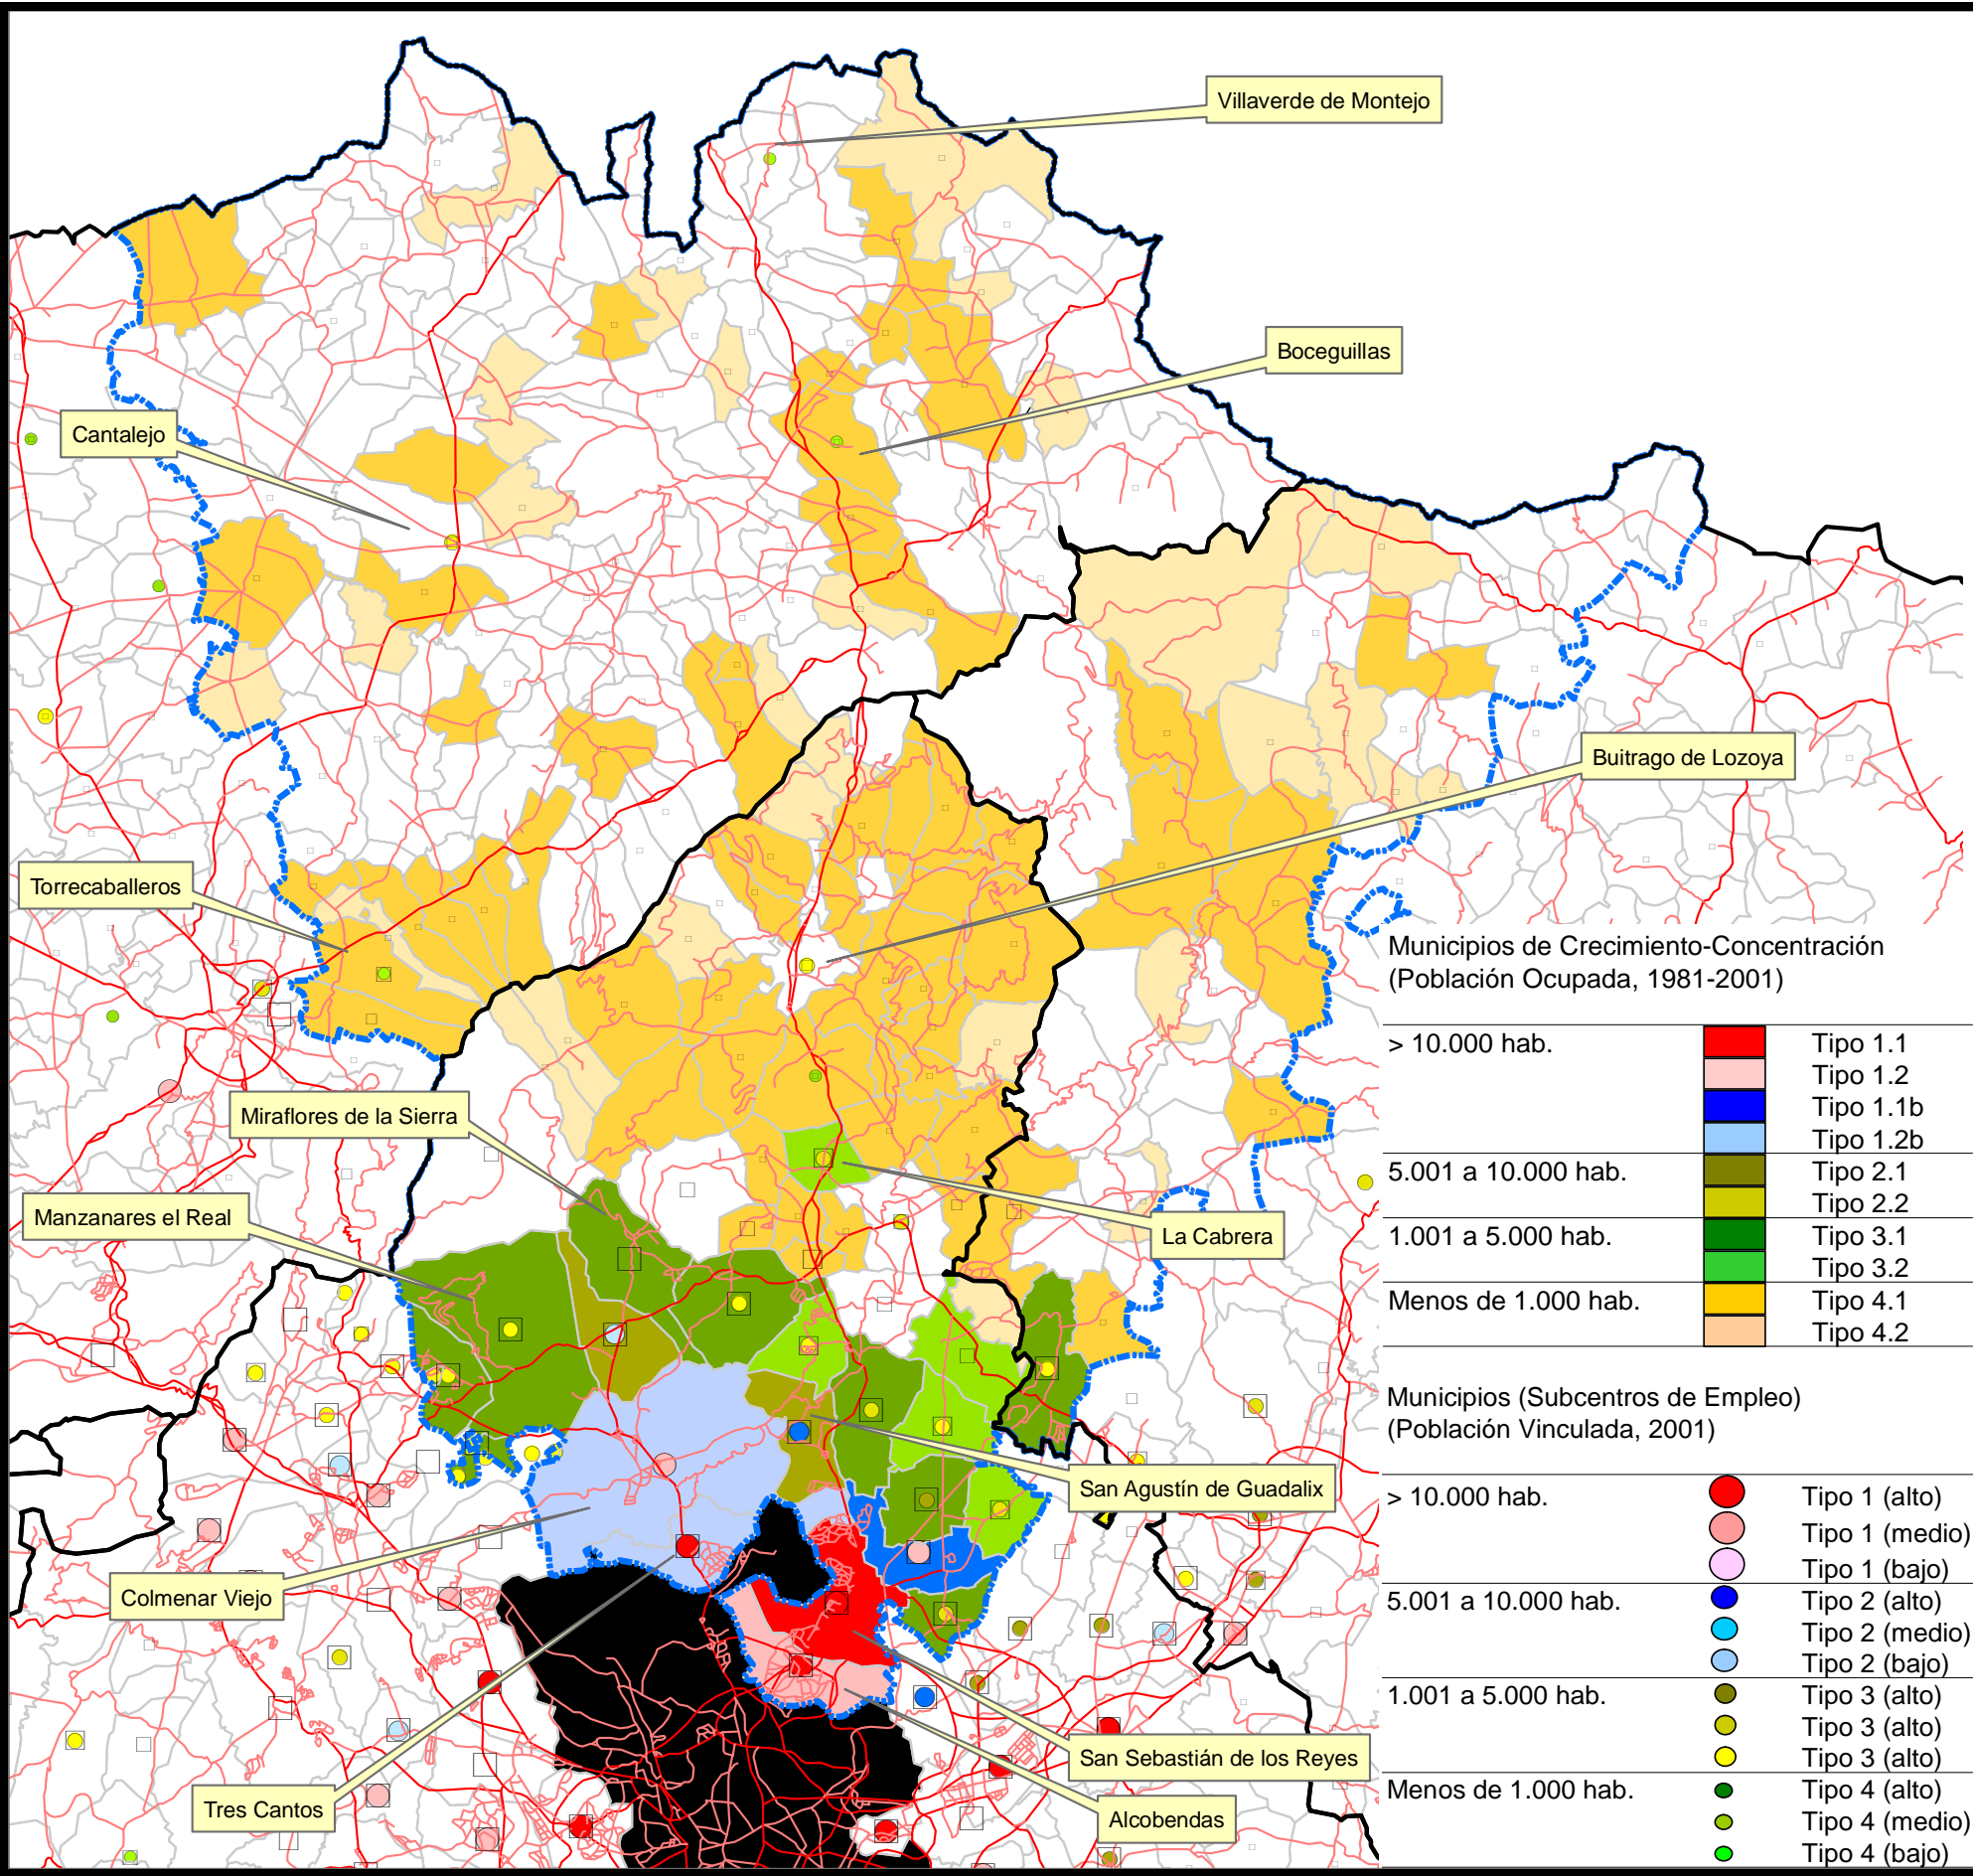 Villaverde de Montejo
Boceguillas
Cantalejo
Buitrago de Lozoya
Torrecaballeros
Miraflores de la Sierra
Manzanares el Real
La Cabrera
San Agustín de Guadalix
Colmenar Viejo
San Sebastián de los Reyes
Tres Cantos
Alcobendas
Municipios de Crecimiento-Concentración
(Población Ocupada, 1981-2001)
> 10.000 hab. Tipo 1.1
Tipo 1.2
Tipo 1.1b
Tipo 1.2b
5.001 a 10.000 hab. Tipo 2.1
Tipo 2.2
1.001 a 5.000 hab. Tipo 3.1
Tipo 3.2
Menos de 1.000 hab. Tipo 4.1
Tipo 4.2
Municipios (Subcentros de Empleo)
(Población Vinculada, 2001)
> 10.000 hab. Tipo 1 (alto)
Tipo 1 (medio)
Tipo 1 (bajo)
5.001 a 10.000 hab. Tipo 2 (alto)
Tipo 2 (medio)
Tipo 2 (bajo)
1.001 a 5.000 hab. Tipo 3 (alto)
Tipo 3 (alto)
Tipo 3 (alto)
Menos de 1.000 hab. Tipo 4 (alto)
Tipo 4 (medio)
Tipo 4 (bajo)